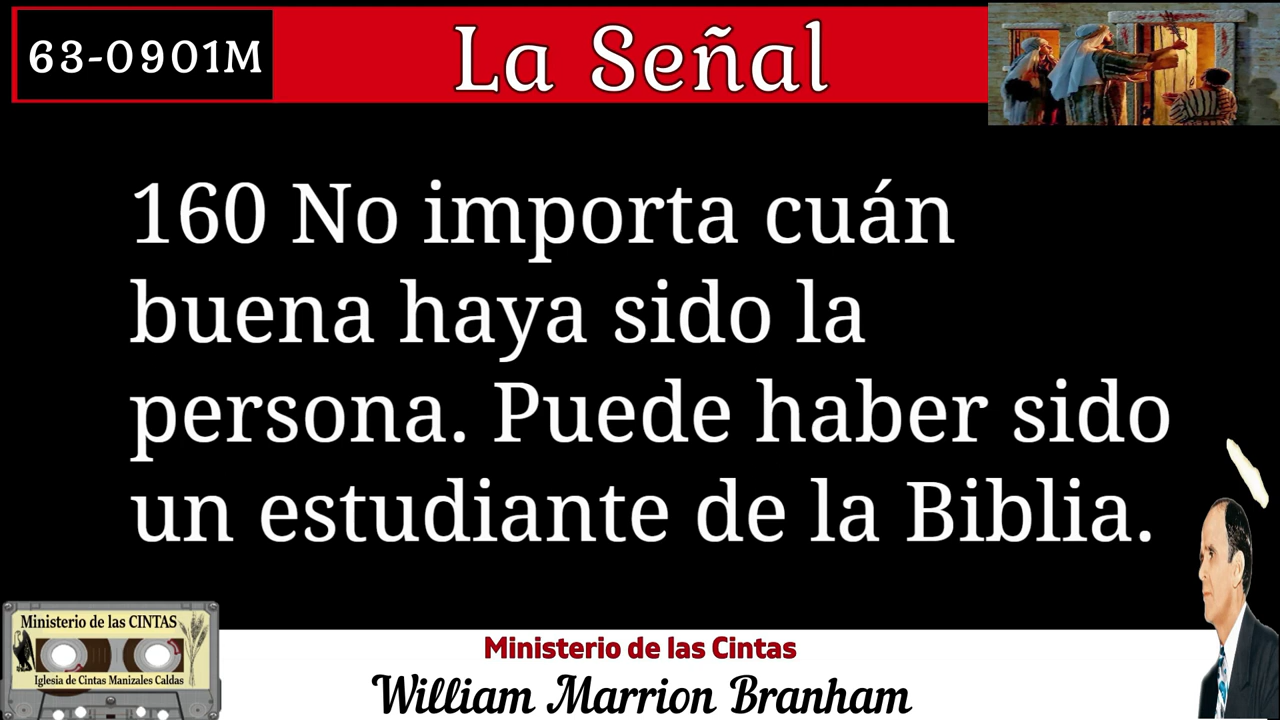 63-0901M
La Señal
160 No importa cuán
buena haya sido la
persona. Puede haber sido
un estudiante de la Biblia.
Ministerio de las CINTAS
Iglesia de Cintas Manizales Caldas
Ministerio de las Cintas
William Marrion Branham